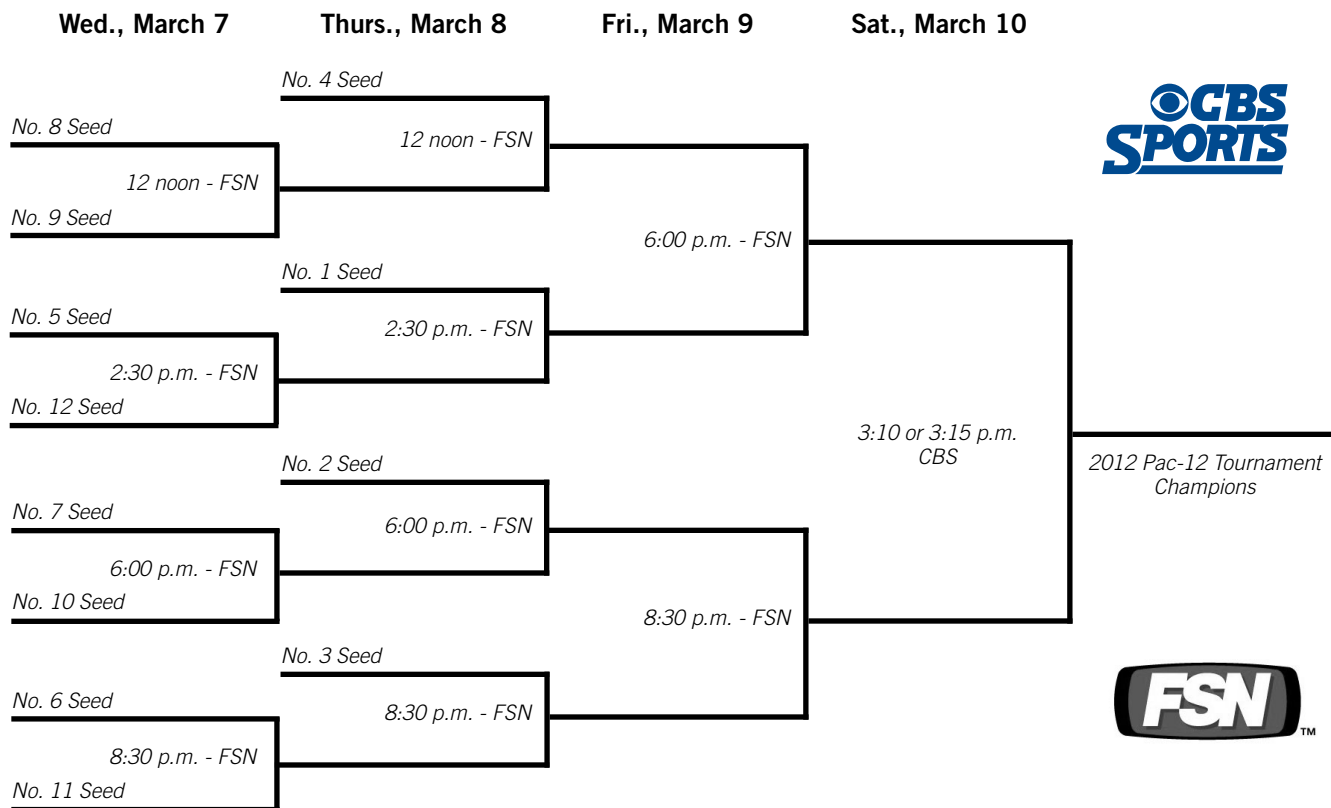 Wed., March 7
Thurs., March 8
Fri., March 9
Sat., March 10
No. 8 Seed
12 noon - FSN
No. 9 Seed
No. 5 Seed
2:30 p.m. - FSN
No. 12 Seed
No. 7 Seed
6:00 p.m. - FSN
No. 10 Seed
No. 6 Seed
8:30 p.m. - FSN
No. 11 Seed
No. 4 Seed
12 noon - FSN
No. 1 Seed
2:30 p.m. - FSN
No. 2 Seed
6:00 p.m. - FSN
No. 3 Seed
8:30 p.m. - FSN
6:00 p.m. - FSN
8:30 p.m. - FSN
3:10 or 3:15 p.m.
CBS
2012 Pac-12 Tournament
Champions
CBS
SPORTS
FSN
TM